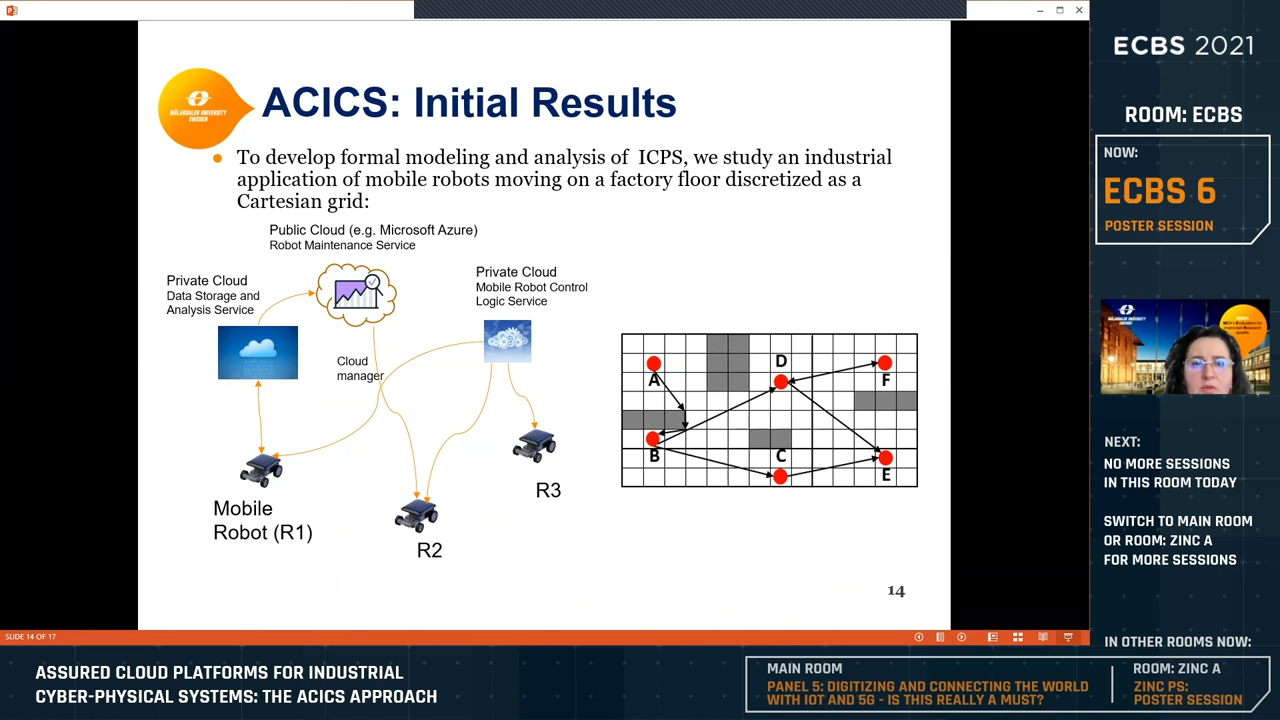 ACICS: Initial Results
MÄLARDALEN UNIVERSITY
SWEDEN
To develop formal modeling and analysis of ICPS, we study an industrial
application of mobile robots moving on a factory floor discretized as a
Cartesian grid:
Public Cloud (e.g. Microsoft Azure)
Robot Maintenance Service
Private Cloud
Data Storage and
Analysis Service
Private Cloud
Mobile Robot Control
Logic Service
Cloud
manager
Mobile
Robot (R1)
R2
R3
A
B
C
D
E
F
14
SLIDE 14 OF 17
ECBS 2021
ROOM: ECBS
NOW:
ECBS 6
POSTER SESSION
MÄLARDALEN UNIVERSITY
SWEDEN
NEXT:
NO MORE SESSIONS
IN THIS ROOM TODAY
SWITCH TO MAIN ROOM
OR ROOM: ZINC A
FOR MORE SESSIONS
IN OTHER ROOMS NOW:
ASSURED CLOUD PLATFORMS FOR INDUSTRIAL
CYBER-PHYSICAL SYSTEMS: THE ACICS APPROACH
MAIN ROOM
PANEL 5: DIGITIZING AND CONNECTING THE WORLD
WITH IOT AND 5G - IS THIS REALLY A MUST?
ROOM: ZINC A
ZINC PS:
POSTER SESSION